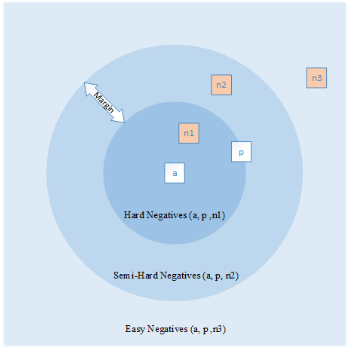 n2
n3
Margin
n1
p
a
Hard Negatives (a, p ,n1)
Semi-Hard Negatives (a, p, n2)
Easy Negatives (a, p ,n3)